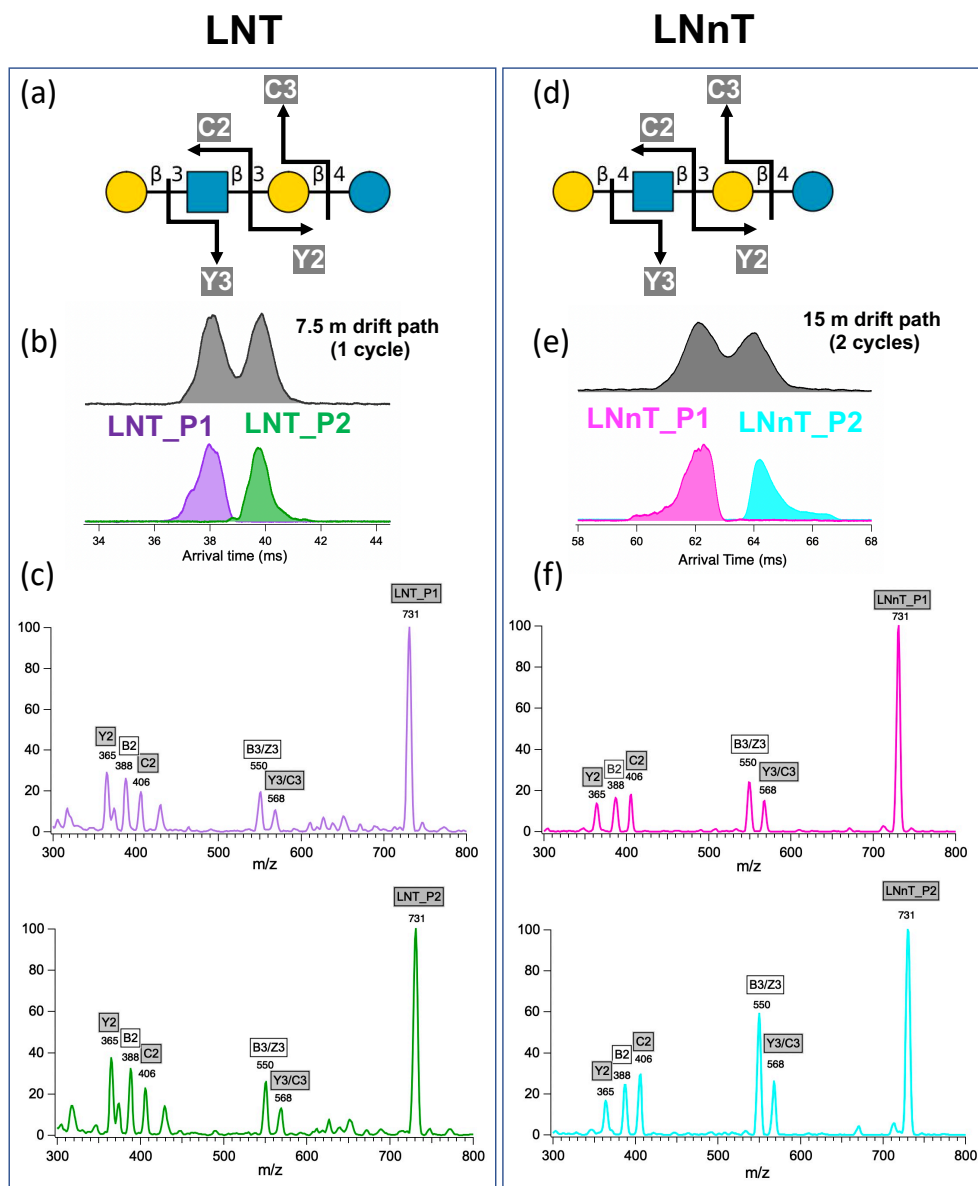 LNT
LNnT
(a)
C3
C2
β 3 β 3 β 4
Y2
Y3
(b)
7.5 m drift path
(1 cycle)
LNT_P1 LNT_P2
34 36 38 40 42 44
Arrival time (ms)
(c)
LNT_P1
731
100
80
60
40
20
0
Y2
365
B2
388
C2
406
B3/Z3
550
Y3/C3
568
300 400 500 600 700 800
m/z
LNT_P2
731
100
80
60
40
20
0
Y2
365
B2
388
C2
406
B3/Z3
550
Y3/C3
568
300 400 500 600 700 800
m/z
(d)
C3
C2
β 4 β 3 β 4
Y2
Y3
(e)
15 m drift path
(2 cycles)
LNnT_P1 LNnT_P2
58 60 62 64 66 68
Arrival Time (ms)
(f)
LNnT_P1
731
100
80
60
40
20
0
Y2
365
B2
388
C2
406
B3/Z3
550
Y3/C3
568
300 400 500 600 700 800
m/z
LNnT_P2
731
100
80
60
40
20
0
Y2
365
B2
388
C2
406
B3/Z3
550
Y3/C3
568
300 400 500 600 700 800
m/z